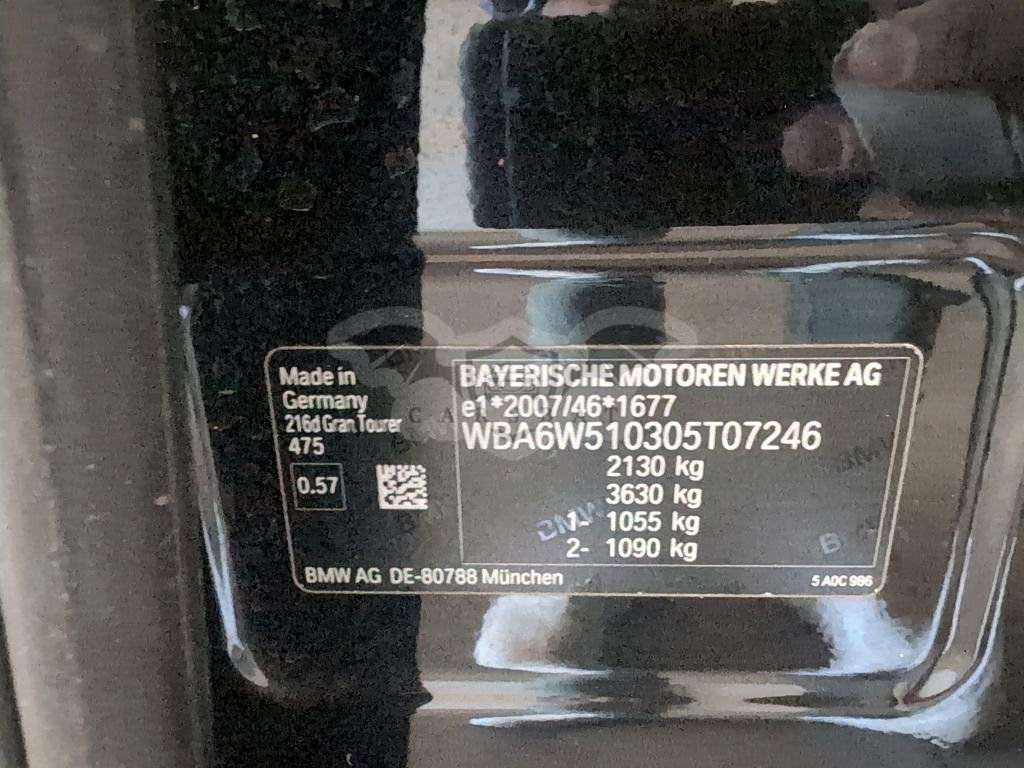 Made in
Germany
216d Gran Tourer
475
0.57
BAYERISCHE MOTOREN WERKE AG
e1*2007/46*1677
WBA6W510305T07246
2130 kg
3630 kg
1- 1055 kg
2- 1090 kg
BMW AG DE-80788 München
5 A0C 986